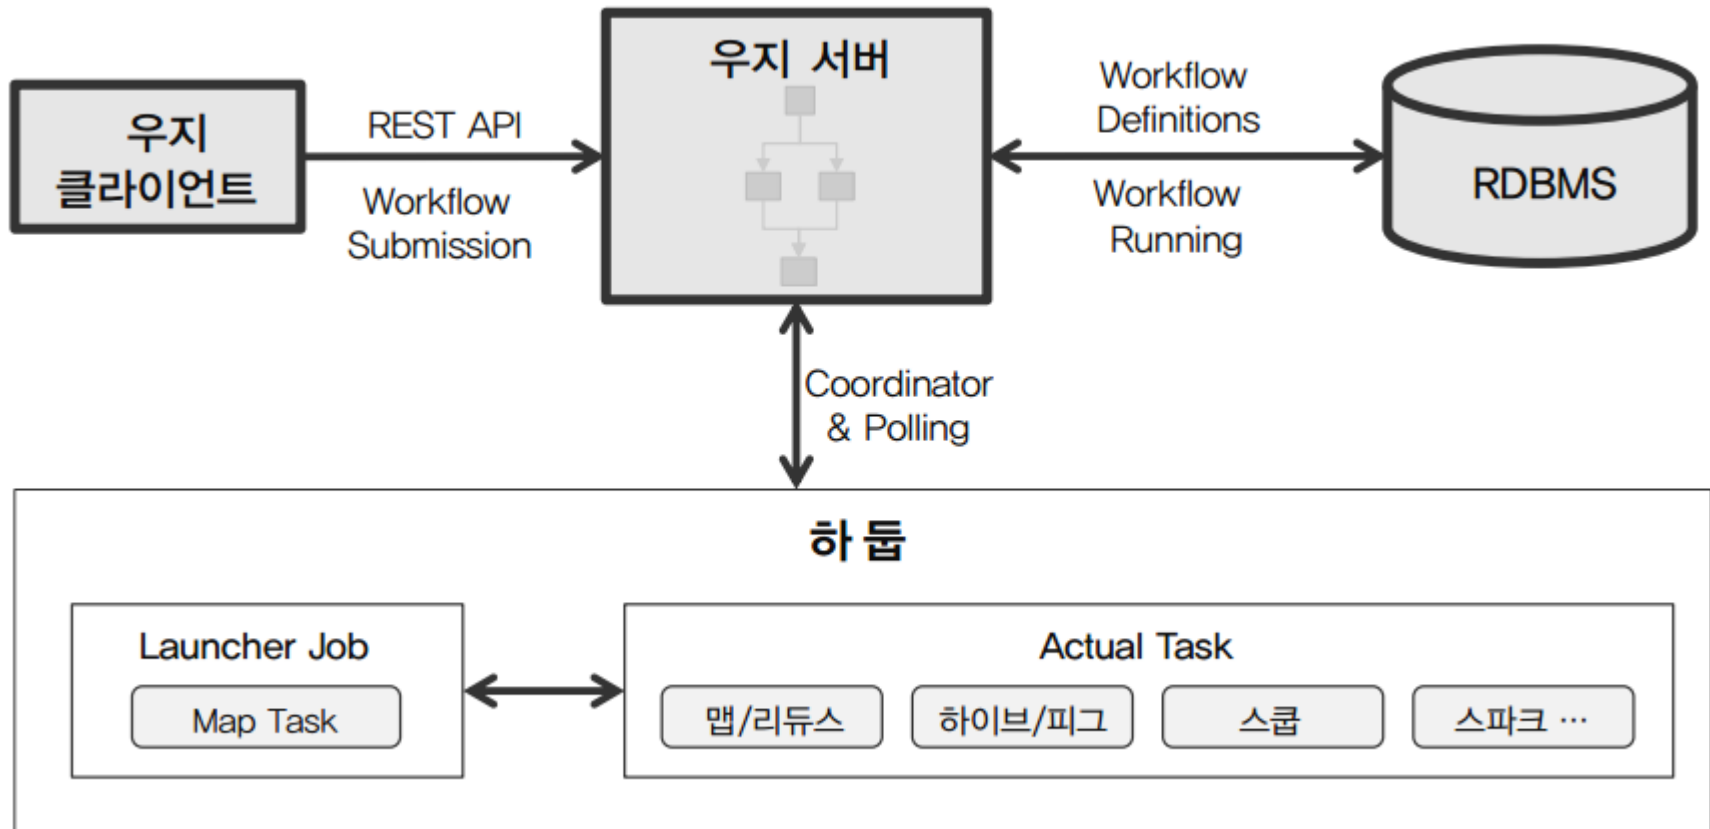 우지 서버
우지
클라이언트
REST API
Workflow
Submission
Workflow
Definitions
Workflow
Running
RDBMS
Coordinator
& Polling
하둡
Launcher Job
Map Task
Actual Task
맵/리듀스
하이브/피그
스쿱
스파크 …